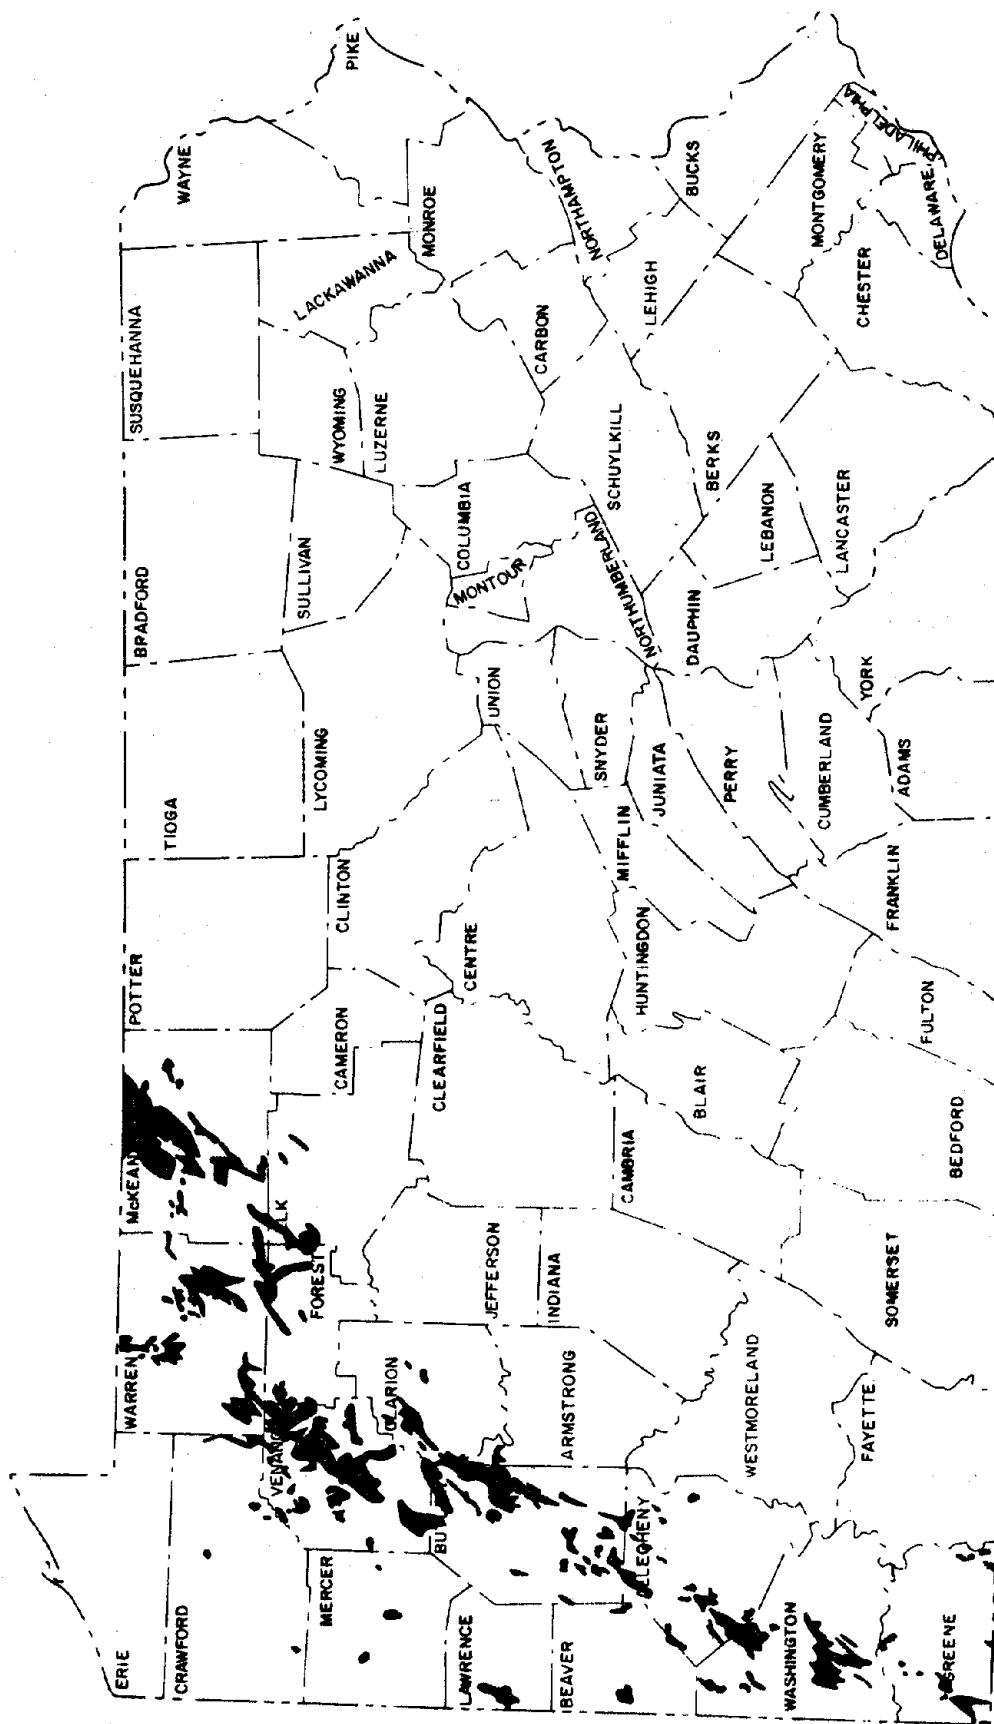 ERIE
WARREN
McKEAN
POTTER
BRADFORD
SUSQUEHANNA
TIOGA
CRAWFORD
WAYNE
VENANG
LK
SULLIVAN
LACKAWANNA
FOREST
LYCOMING
MERCER
CAMERON
CLINTON
WYOMING
PIKE
LUZERNE
CLARION
MONROE
BU
CLEARFIELD
LAWRENCE
CENTRE
COLUMBIA
MONTOUR
JEFFERSON
UNION
CARBON
INDIANA
BEAVER
ARMSTRONG
NORTHAMPTON
SNYDER
NORTHUMBERLAND
SCHUYLKILL
CAMBRIA
MIFFLIN
HUNTINGDON
LEHIGH
ALLEGHENY
JUNIATA
DAUPHIN
BUCKS
BLAIR
BERKS
PERRY
WESTMORELAND
LEBANON
WASHINGTON
CUMBERLAND
MONTGOMERY
LANCASTER
FAYETTE
YORK
CHESTER
PHILADELPHIA
SOMERSET
FRANKLIN
ADAMS
FULTON
DELAWARE
GREENE
BEDFORD